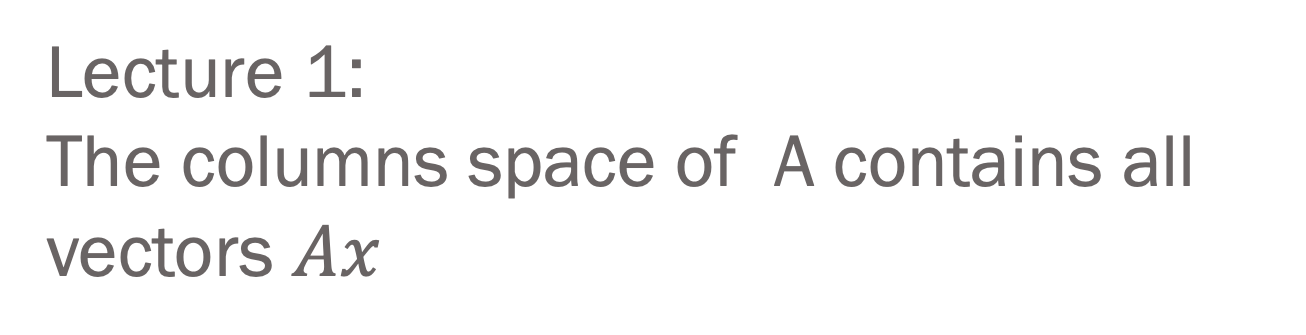 Lecture 1:
The columns space of  A contains all
vectors Ax